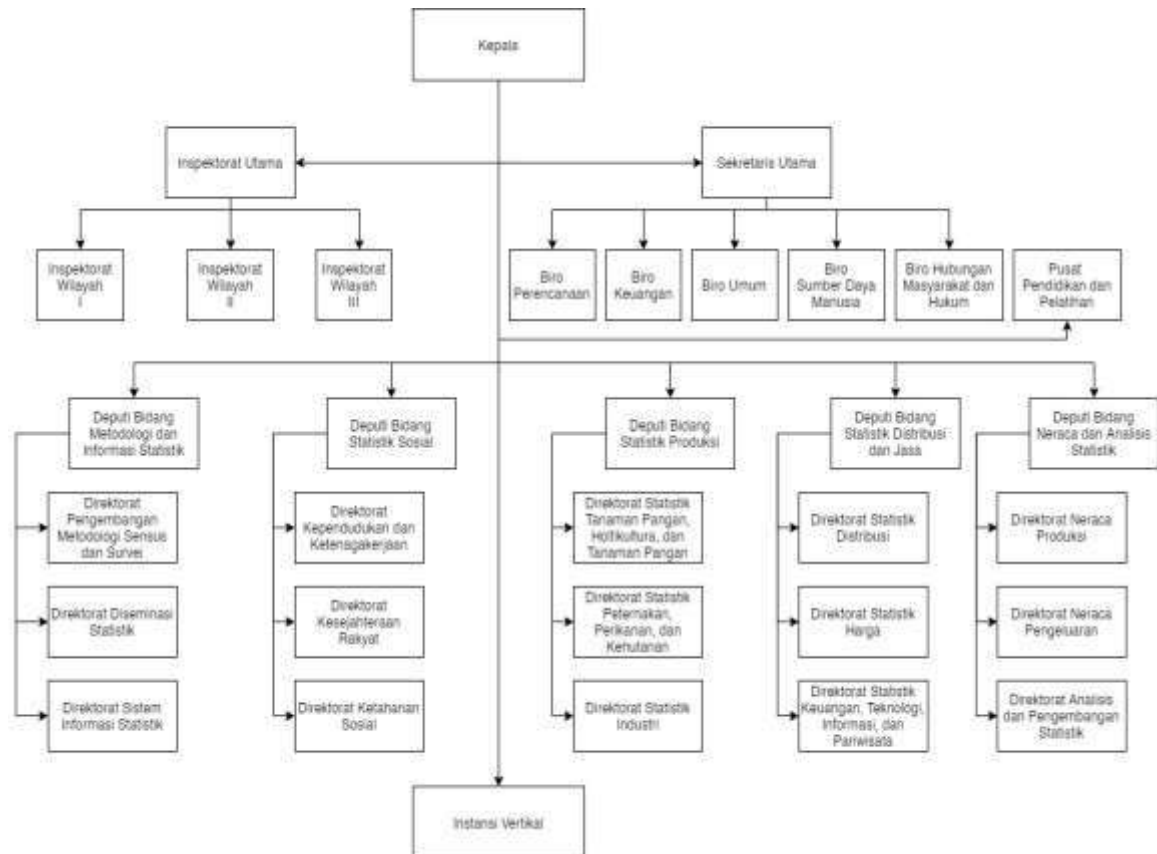 Kepala
Inspektorat Utama
Sekretaris Utama
Inspektorat
Wilayah
I
Inspektorat
Wilayah
II
Inspektorat
Wilayah
III
Biro
Perencanaan
Biro
Keuangan
Biro Umum
Biro
Sumber Daya
Manusia
Biro Hubungan
Masyarakat dan
Hukum
Pusat
Pendidikan dan
Pelatihan
Deputi Bidang
Metodologi dan
Informasi Statistik
Deputi Bidang
Statistik Sosial
Deputi Bidang
Statistik Produksi
Deputi Bidang
Statistik Distribusi
dan Jasa
Deputi Bidang
Neraca dan Analisis
Statistik
Direktorat
Pengembangan
Metodologi Sensus
dan Survei
Direktorat
Kependudukan dan
Ketenagakerjaan
Direktorat Statistik
Tanaman Pangan,
Holtikultura, dan
Tanaman Pangan
Direktorat Statistik
Distribusi
Direktorat Neraca
Produksi
Direktorat Diseminasi
Statistik
Direktorat
Kesejahteraan
Rakyat
Direktorat Statistik
Peternakan,
Perikanan, dan
Kehutanan
Direktorat Statistik
Harga
Direktorat Neraca
Pengeluaran
Direktorat Sistem
Informasi Statistik
Direktorat Ketahanan
Sosial
Direktorat Statistik
Industri
Direktorat Statistik
Keuangan, Teknologi,
Informasi, dan
Pariwisata
Direktorat Analisis
dan Pengembangan
Statistik
Instansi Vertikal